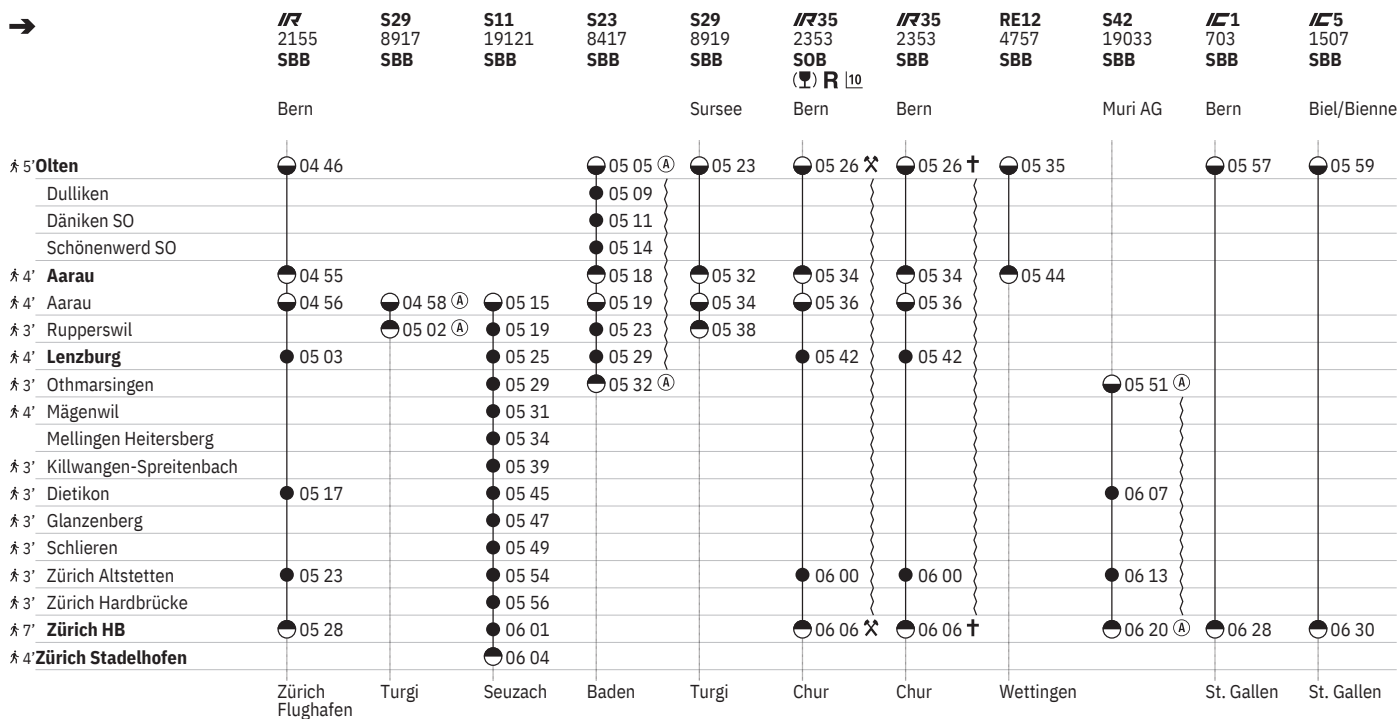 IR S29 S11 S23 S29 IR35 IR35 RE12 S42 IC1 IC5
2155 8917 19121 8417 8919 2353 2353 4757 19033 703 1507
SBB SBB SBB SBB SBB SOB SBB SBB SBB SBB SBB
R 10
Bern Sursee Bern Bern Muri AG Bern Biel/Bienne
5' Olten 04 46 05 05 A 05 23 05 26 05 26 05 35 05 57 05 59
Dulliken 05 09
Däniken SO 05 11
Schönenwerd SO 05 14
4' Aarau 04 55 05 18 05 32 05 34 05 34 05 44
4' Aarau 04 56 04 58 A 05 15 05 19 05 34 05 36 05 36
3' Rupperswil 05 02 A 05 19 05 23 05 38
4' Lenzburg 05 03 05 25 05 29 05 42 05 42
3' Othmarsingen 05 29 05 32 A 05 51 A
4' Mägenwil 05 31
Mellingen Heitersberg 05 34
3' Killwangen-Spreitenbach 05 39
3' Dietikon 05 17 05 45 06 07
3' Glanzenberg 05 47
3' Schlieren 05 49
3' Zürich Altstetten 05 23 05 54 06 00 06 00 06 13
3' Zürich Hardbrücke 05 56
7' Zürich HB 05 28 06 01 06 06 06 06 06 20 A 06 28 06 30
4' Zürich Stadelhofen 06 04
Zürich Turgi Seuzach Baden Turgi Chur Chur Wettingen St. Gallen St. Gallen
Flughafen